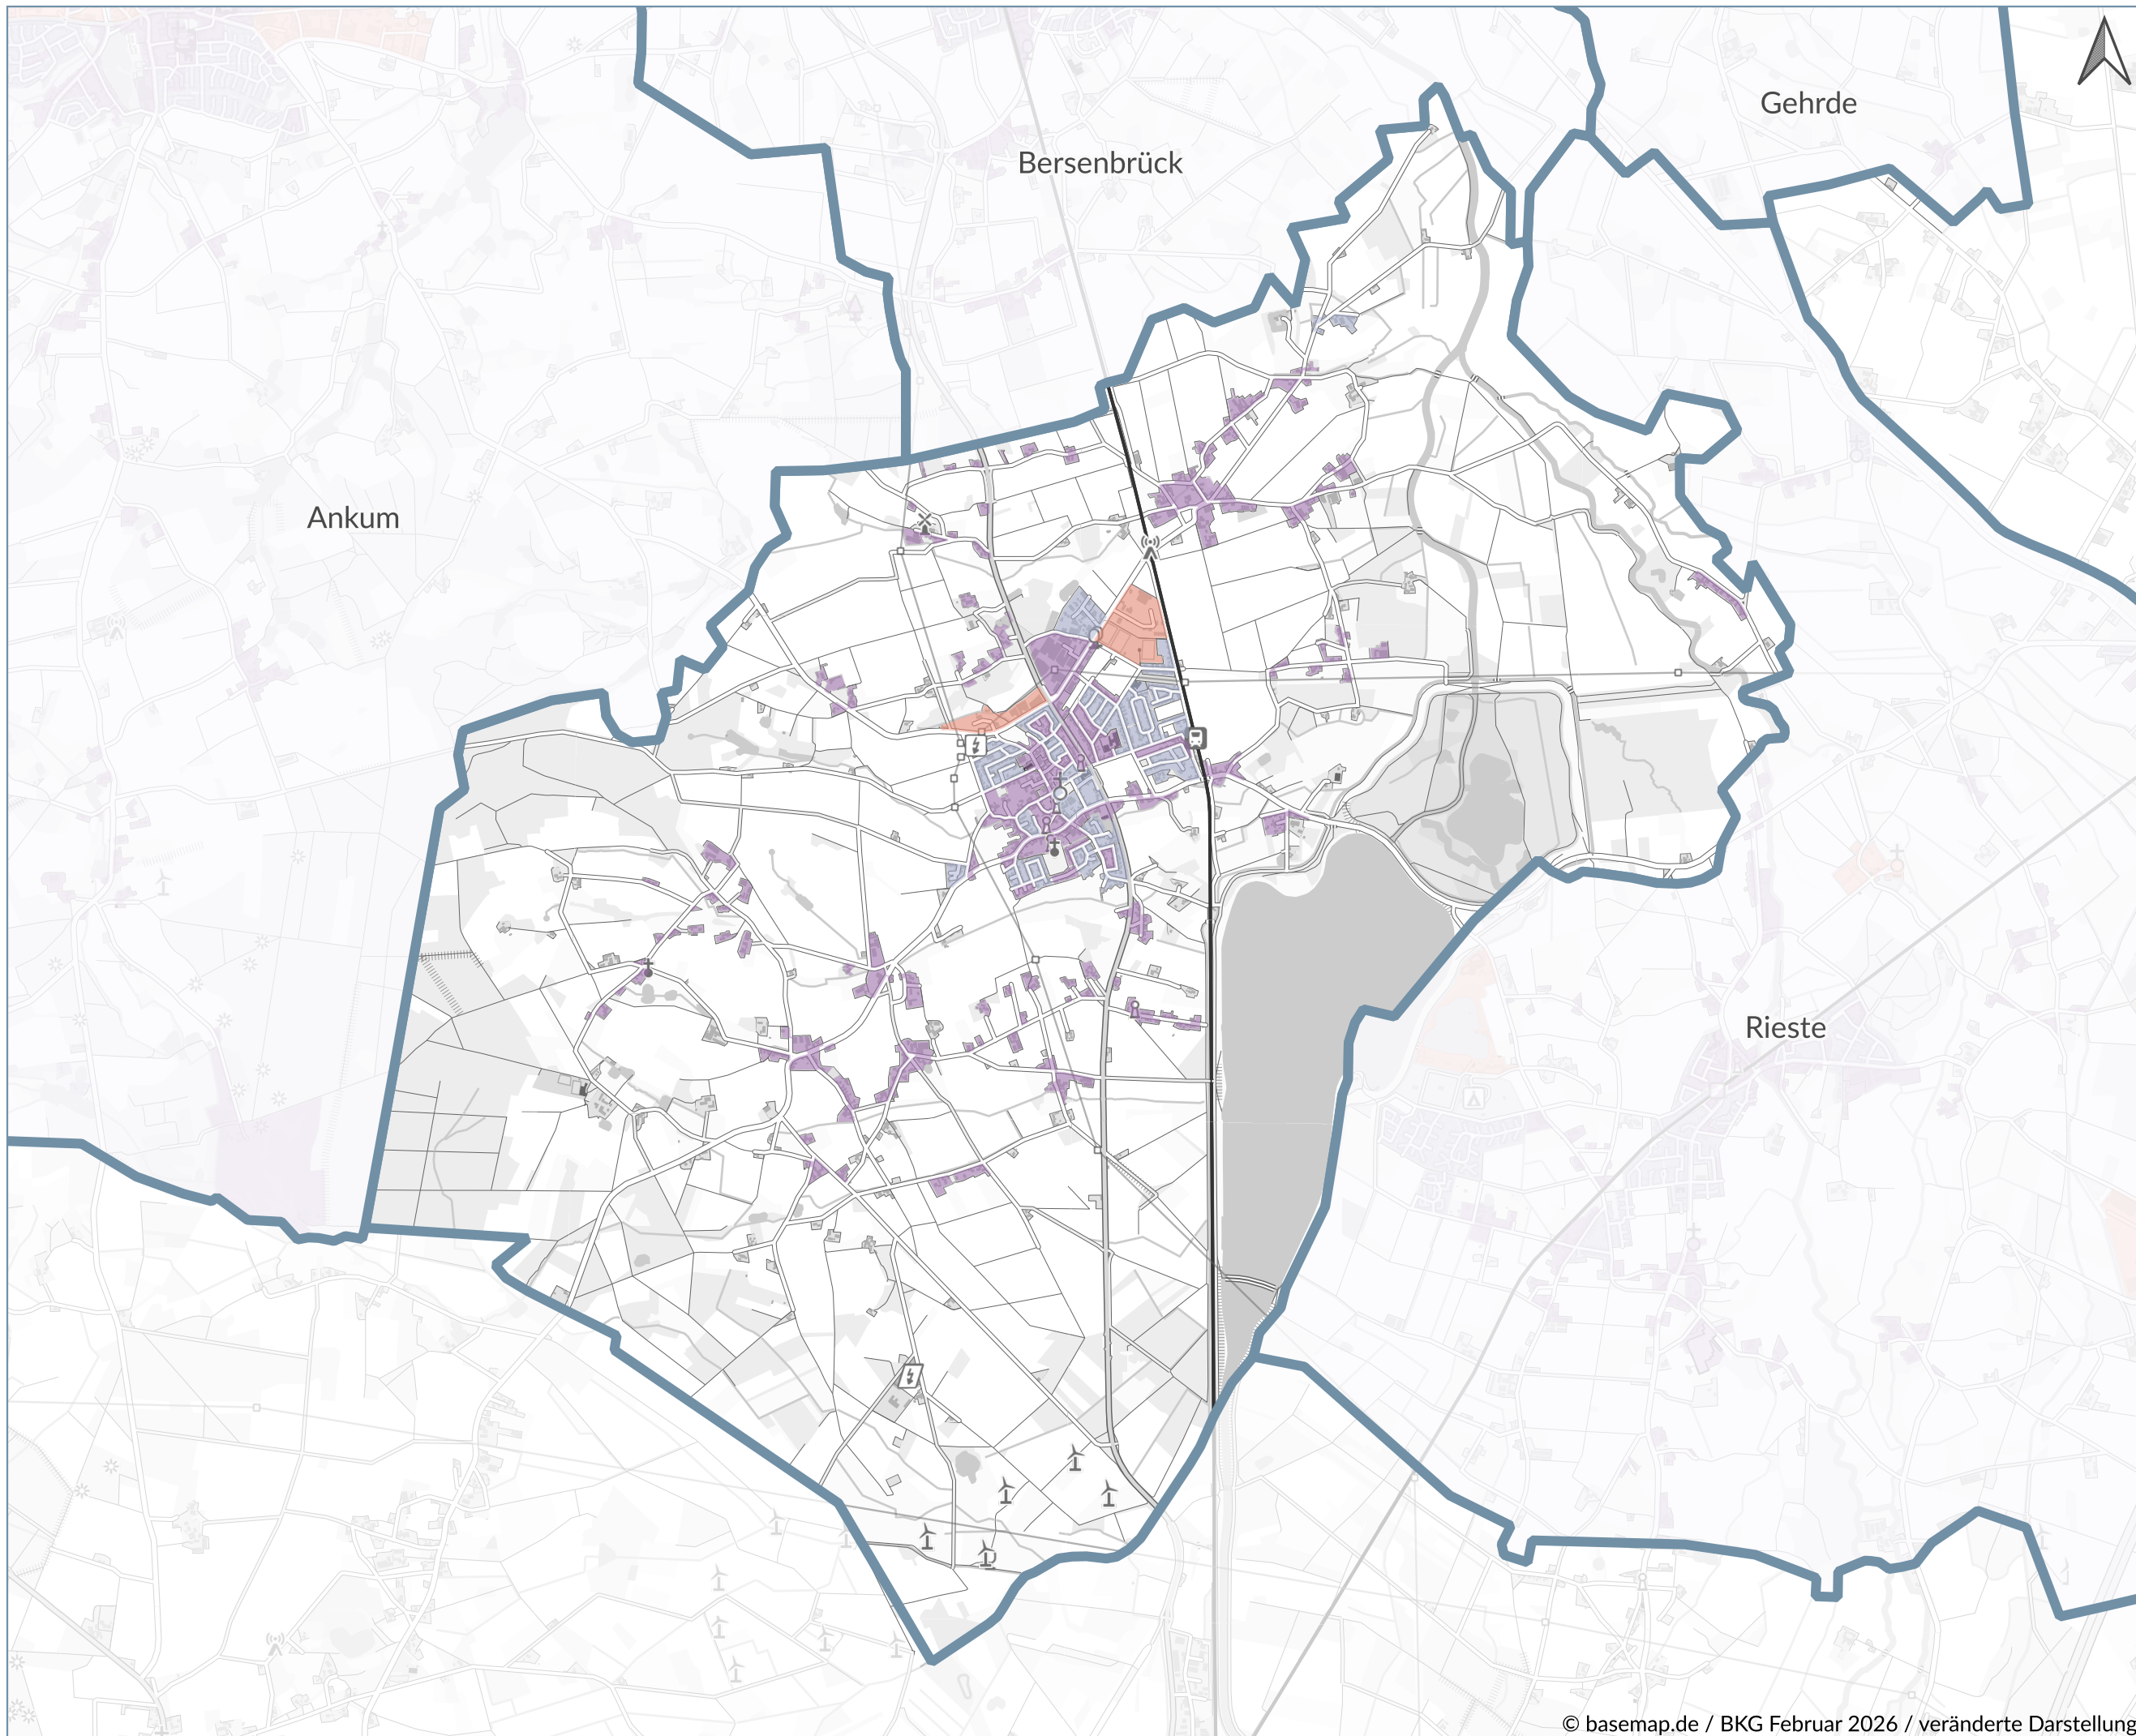 Gehrde
Bersenbrück
Ankum
Rieste
© basemap.de / BKG Februar 2026 / veränderte Darstellung